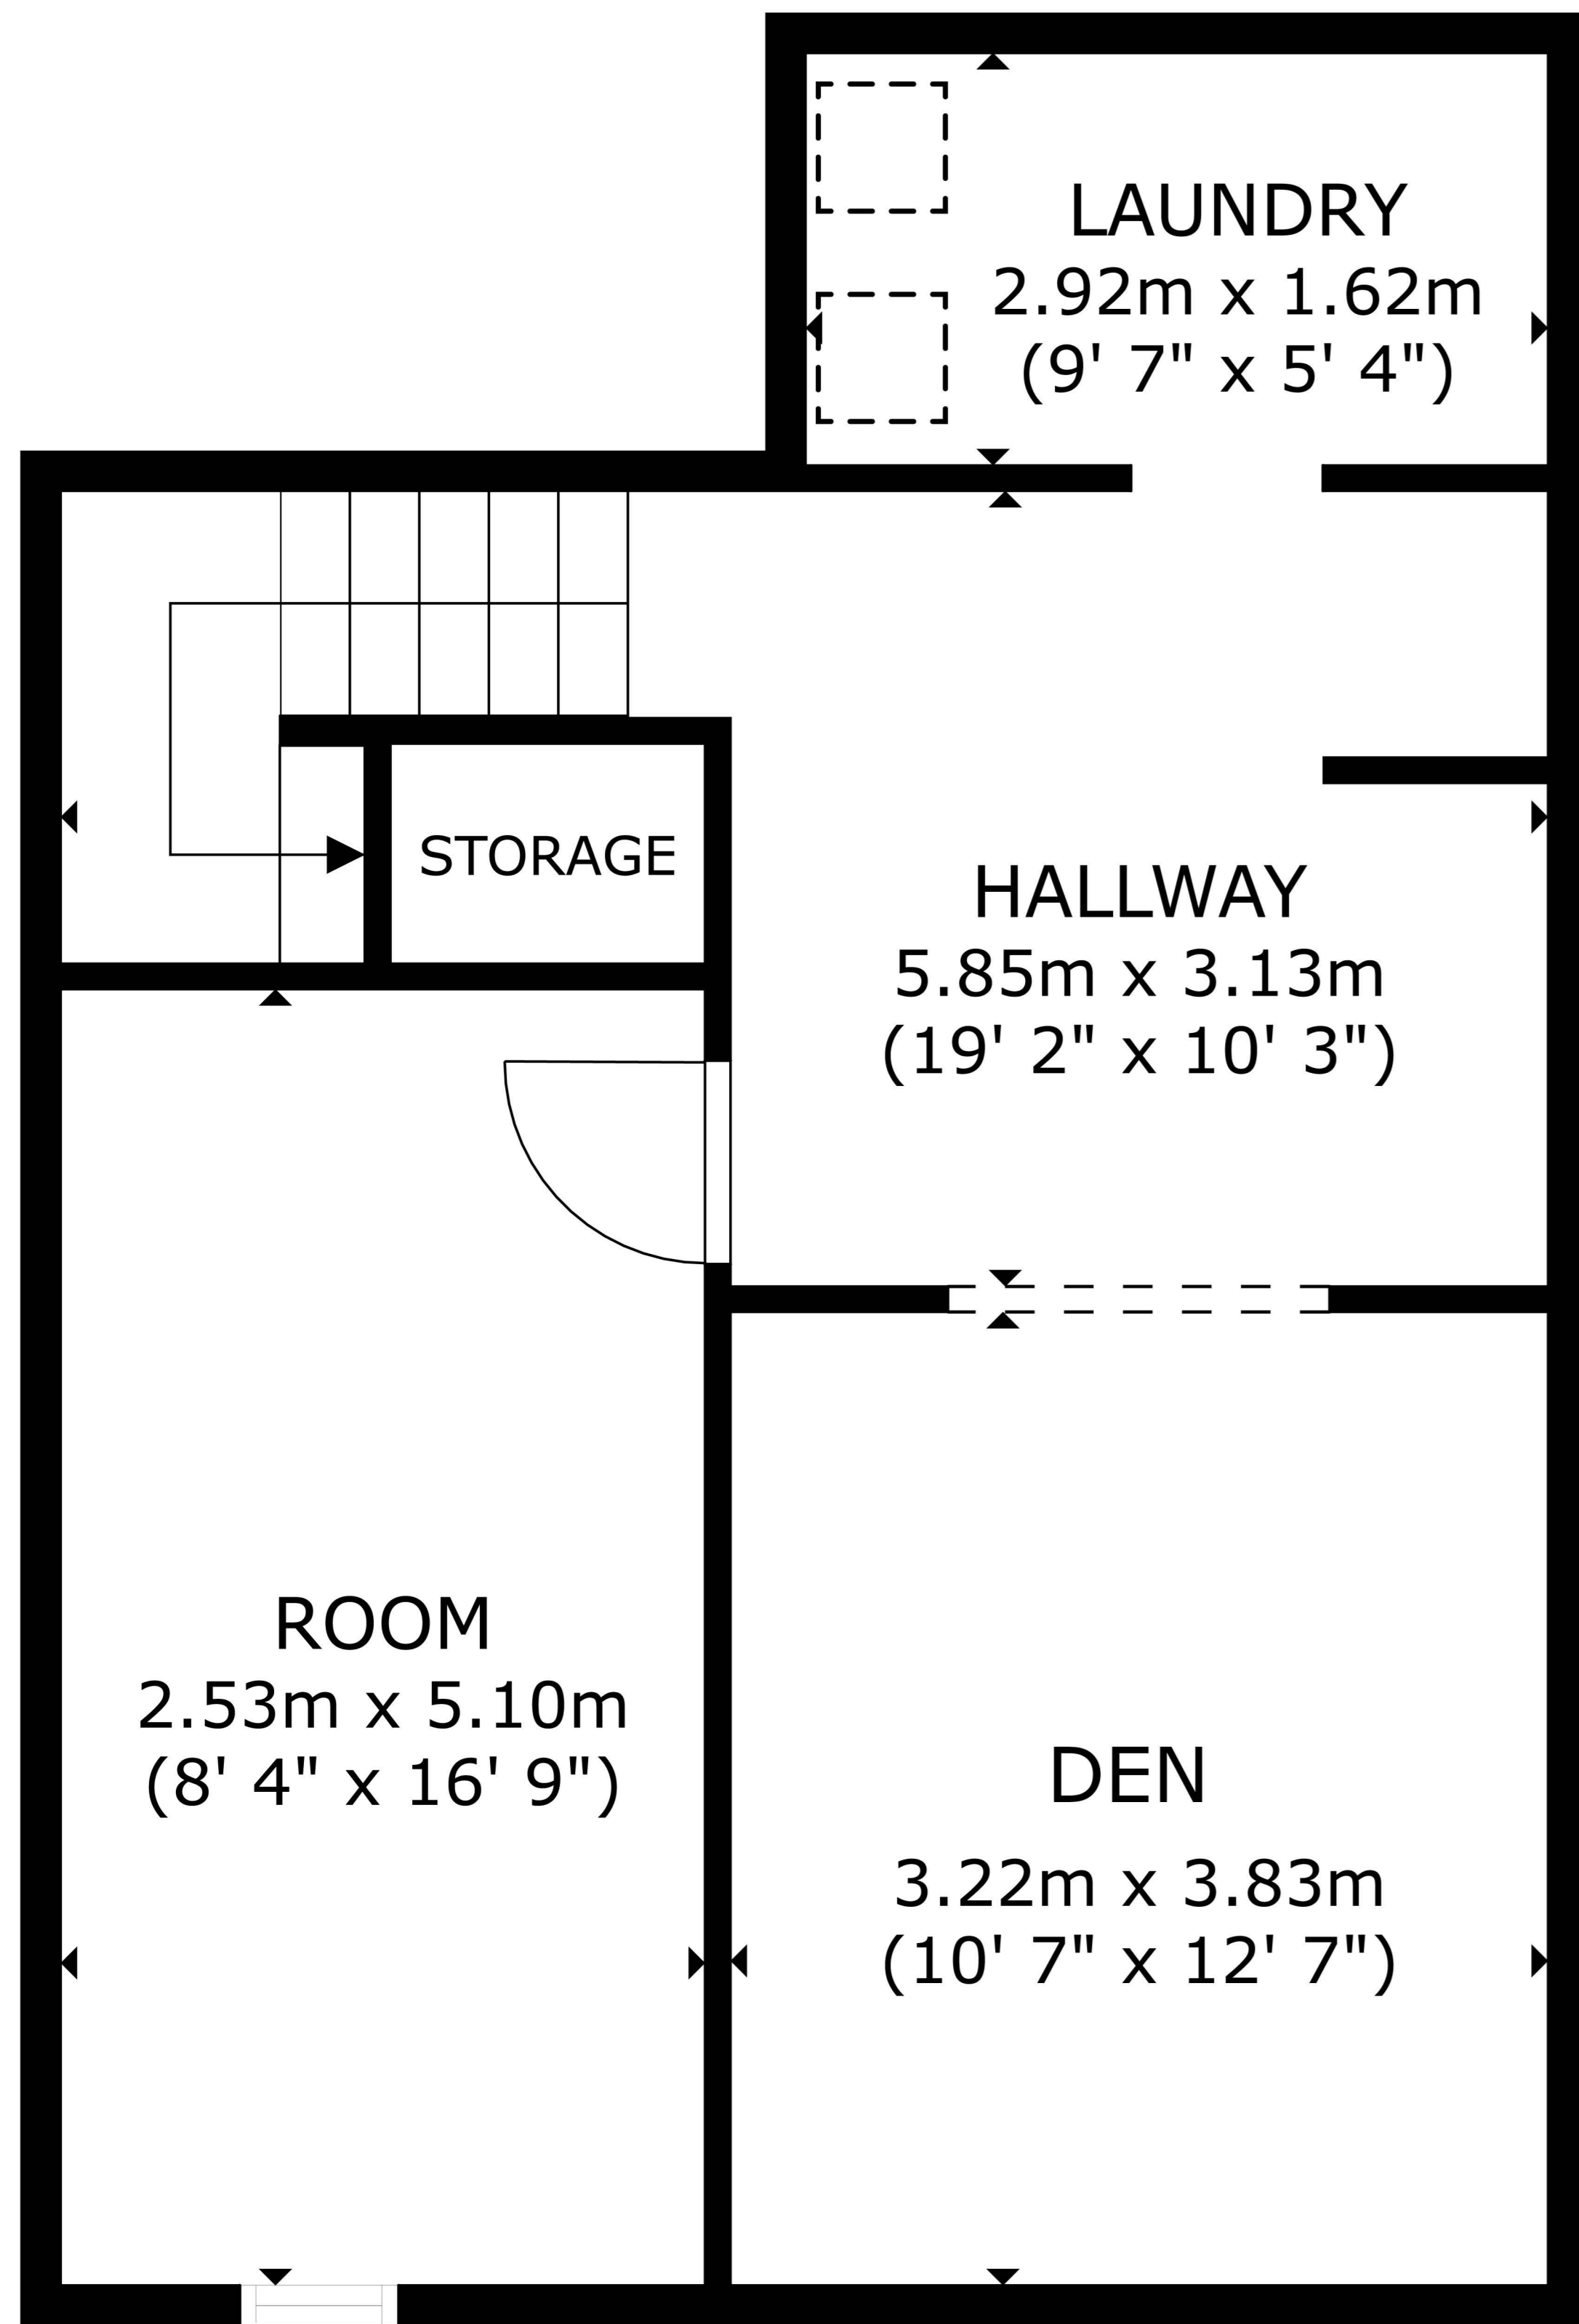 LAUNDRY
2.92m x 1.62m
(9' 7" x 5' 4")
STORAGE
HALLWAY
5.85m x 3.13m
(19' 2" x 10' 3")
ROOM
2.53m x 5.10m
(8' 4" x 16' 9")
DEN
3.22m x 3.83m
(10' 7" x 12' 7")